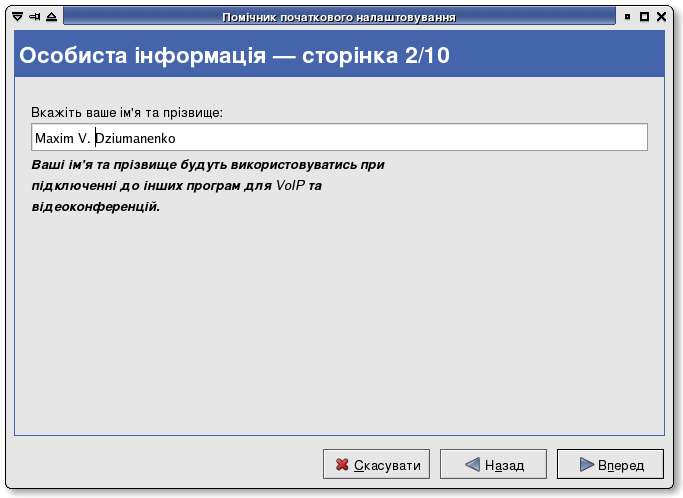 Помічник початкового налаштовування
Особиста інформація — сторінка 2/10
Вкажіть ваше ім'я та прізвище:
Maxim V. Dziumanenko
Ваші ім'я та прізвище будуть використовуватись при
підключенні до інших програм для VoIP та
відеоконференцій.
Скасувати Назад Вперед